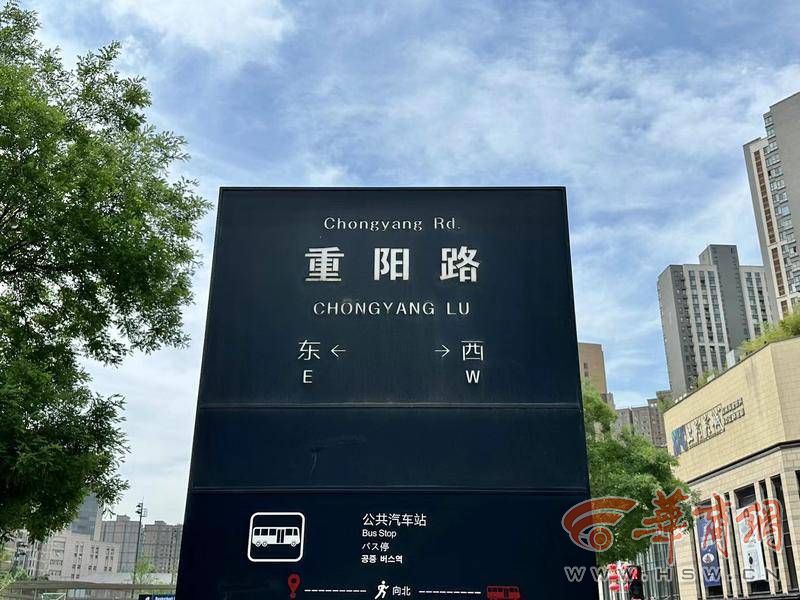 Chongyang Rd.
重阳路
CHONGYANG LU
东 ← → 西
E W
公共汽车站
Bus Stop
バス停
공중 버스역
向北
华商网
WWW.HSW.CN